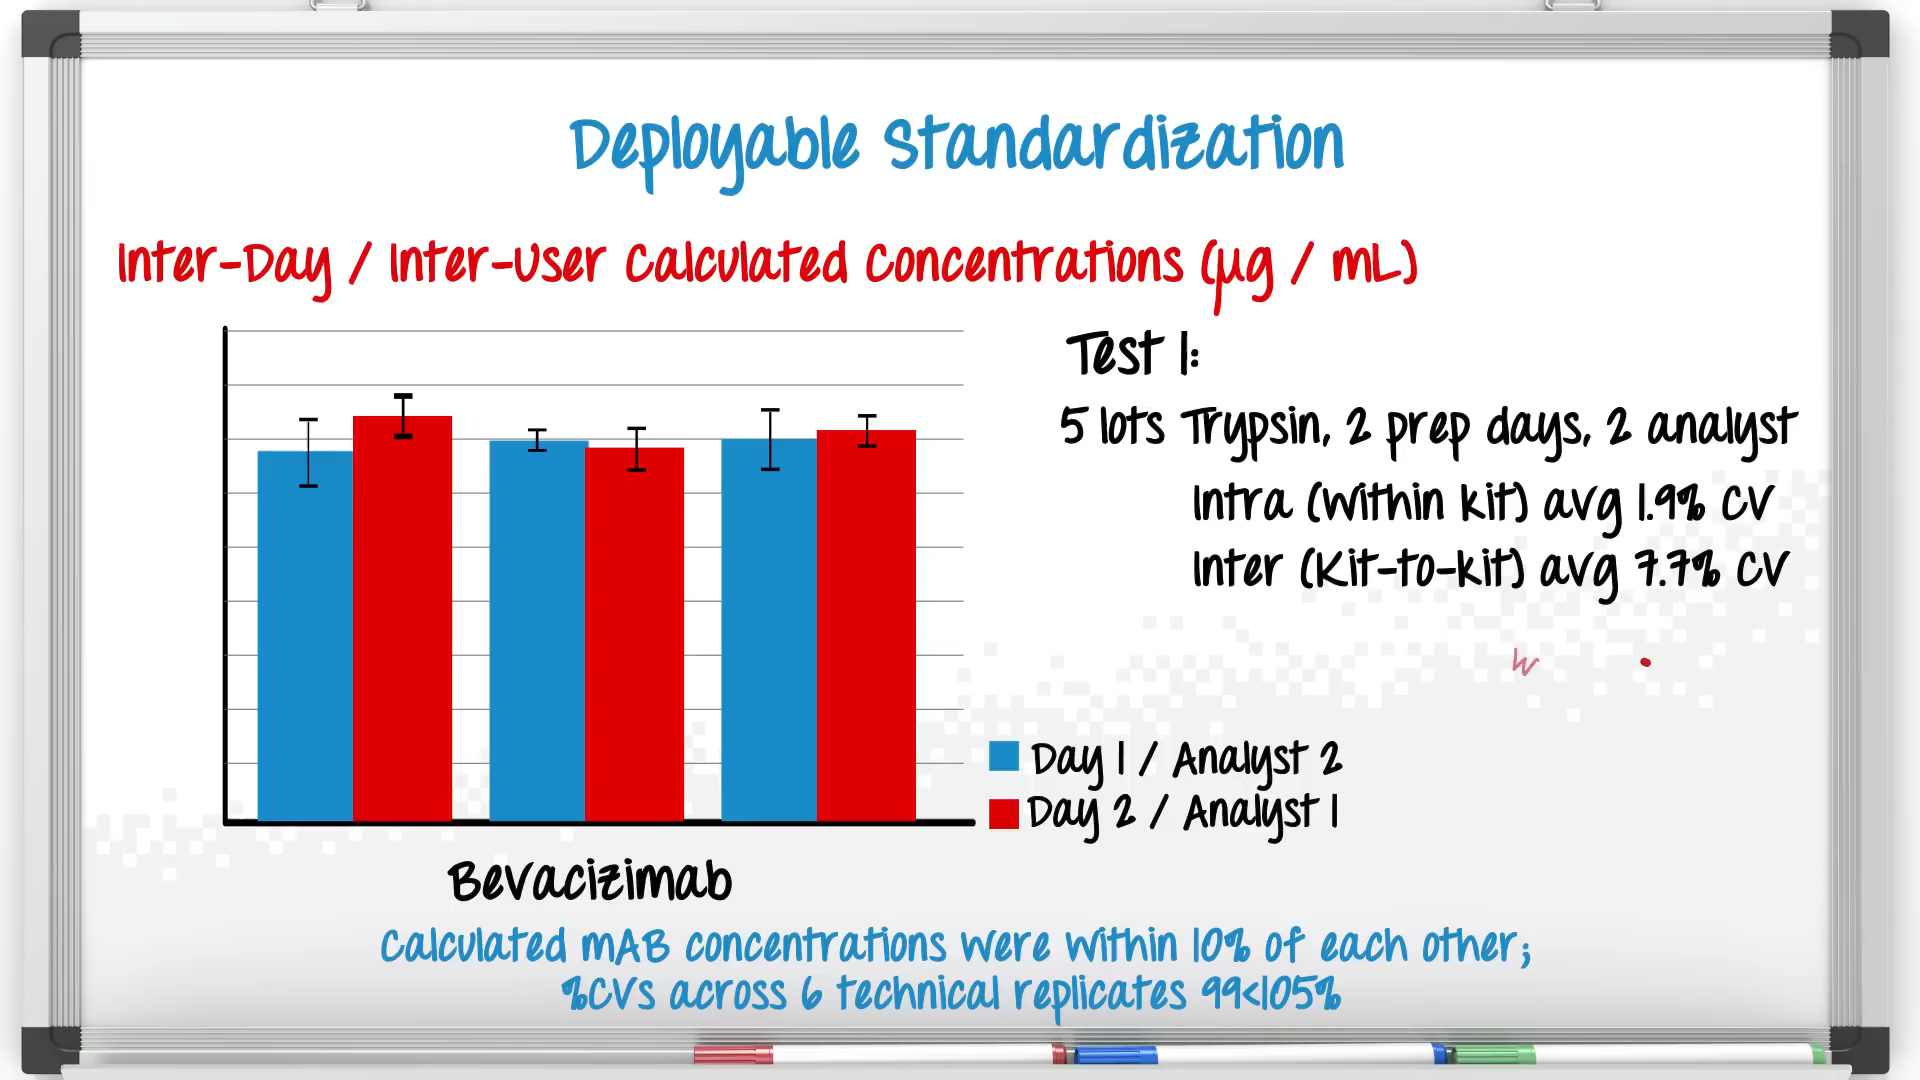 Deployable Standardization
Inter-Day / Inter-User Calculated Concentrations (µg / mL)
Test 1:
5 lots Trypsin, 2 prep days, 2 analyst
Intra (within kit) avg 1.9% CV
Inter (Kit-to-kit) avg 7.7% CV
Day 1 / Analyst 2
Day 2 / Analyst 1
Bevacizimab
Calculated mAB concentrations were within 10% of each other;
%CVs across 6 technical replicates 99<105%